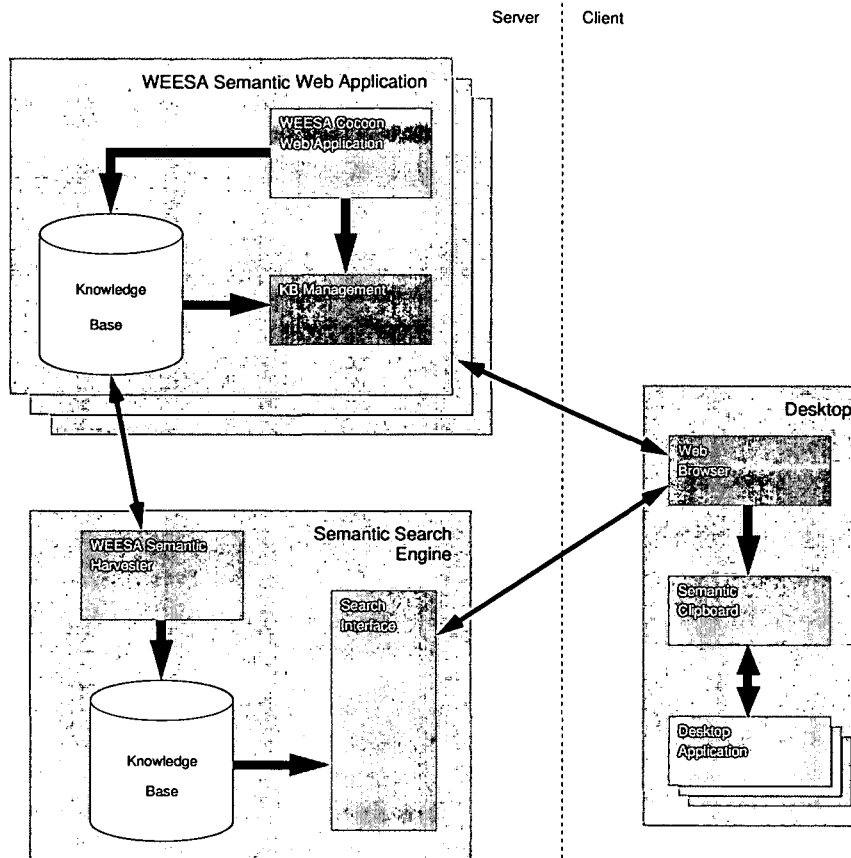 Server
Client
WEESA Semantic Web Application
WEESA Cocoon
Web Application
Knowledge
Base
KB Management
Desktop
Web
Browser
Semantic Search
Engine
WEESA Semantic
Harvester
Search
Interface
Semantic
Clipboard
Knowledge
Base
Desktop
Application